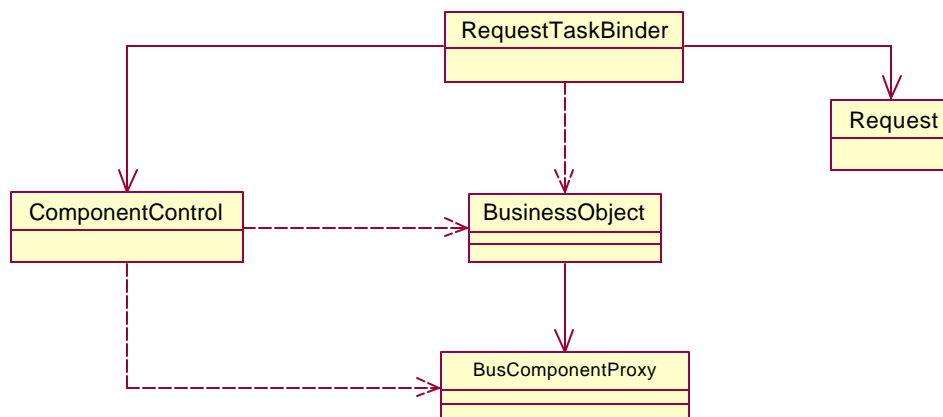 RequestTaskBinder
Request
ComponentControl
BusinessObject
BusComponentProxy